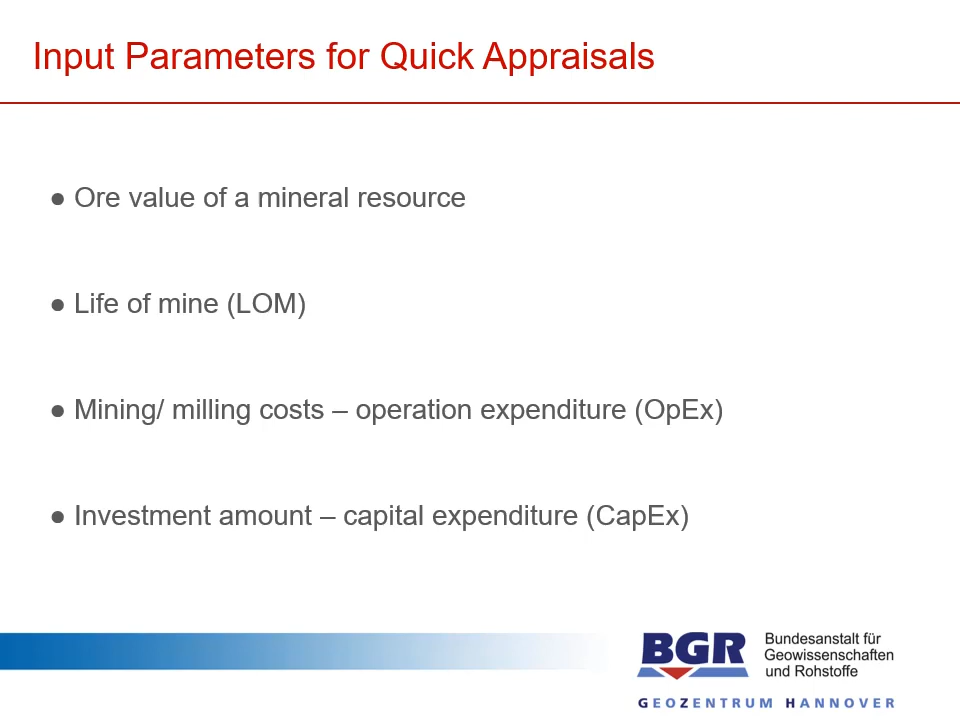 Input Parameters for Quick Appraisals
● Ore value of a mineral resource
● Life of mine (LOM)
● Mining/ milling costs – operation expenditure (OpEx)
● Investment amount – capital expenditure (CapEx)
BGR
Bundesanstalt für
Geowissenschaften
und Rohstoffe
GEOZENTRUM HANNOVER